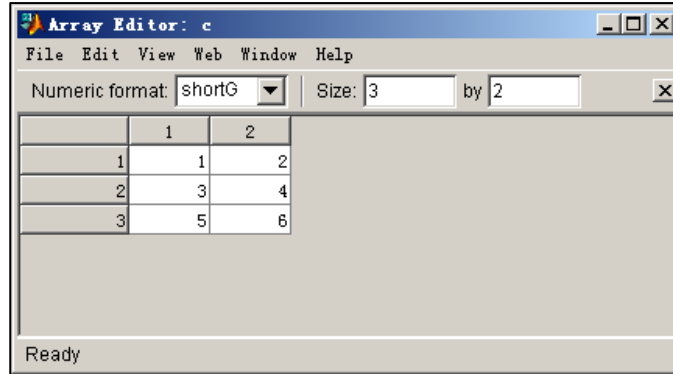 Array Editor: c
File Edit View Web Window Help
Numeric format: shortG Size: 3 by 2
1 2
1 1 2
2 3 4
3 5 6
Ready